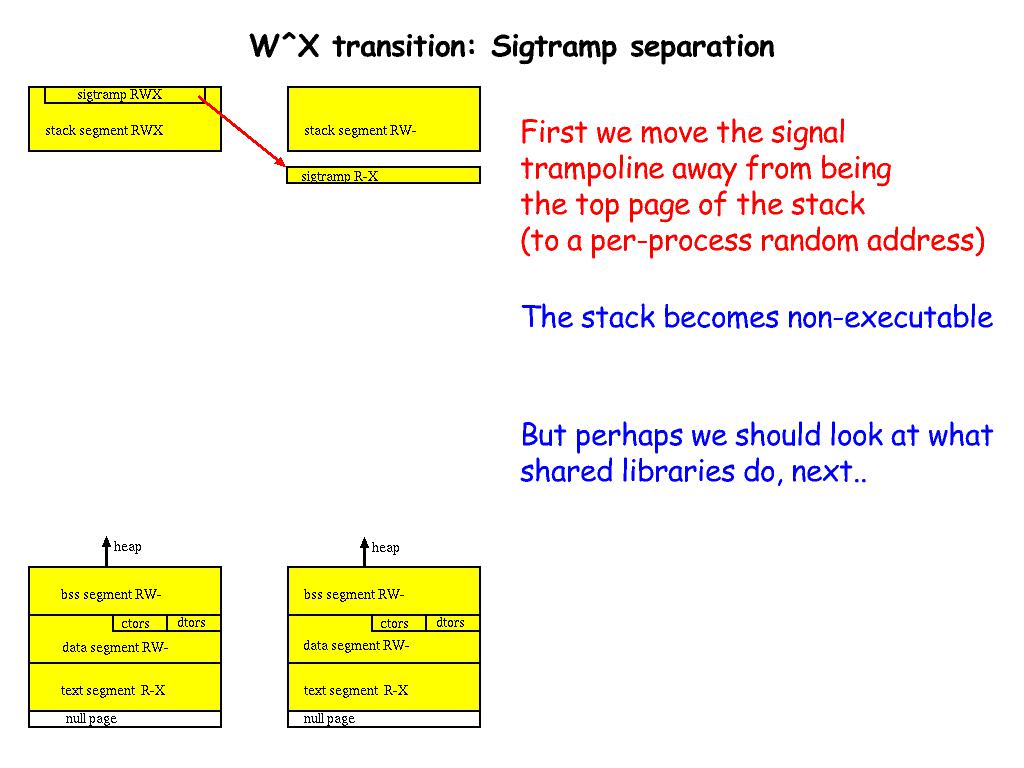 W^X transition: Sigtramp separation
sigtramp RWX
stack segment RWX
stack segment RW-
sigtramp R-X
First we move the signal
trampoline away from being
the top page of the stack
(to a per-process random address)
The stack becomes non-executable
But perhaps we should look at what
shared libraries do, next..
heap
bss segment RW-
ctors
dtors
data segment RW-
text segment R-X
null page
heap
bss segment RW-
ctors
dtors
data segment RW-
text segment R-X
null page